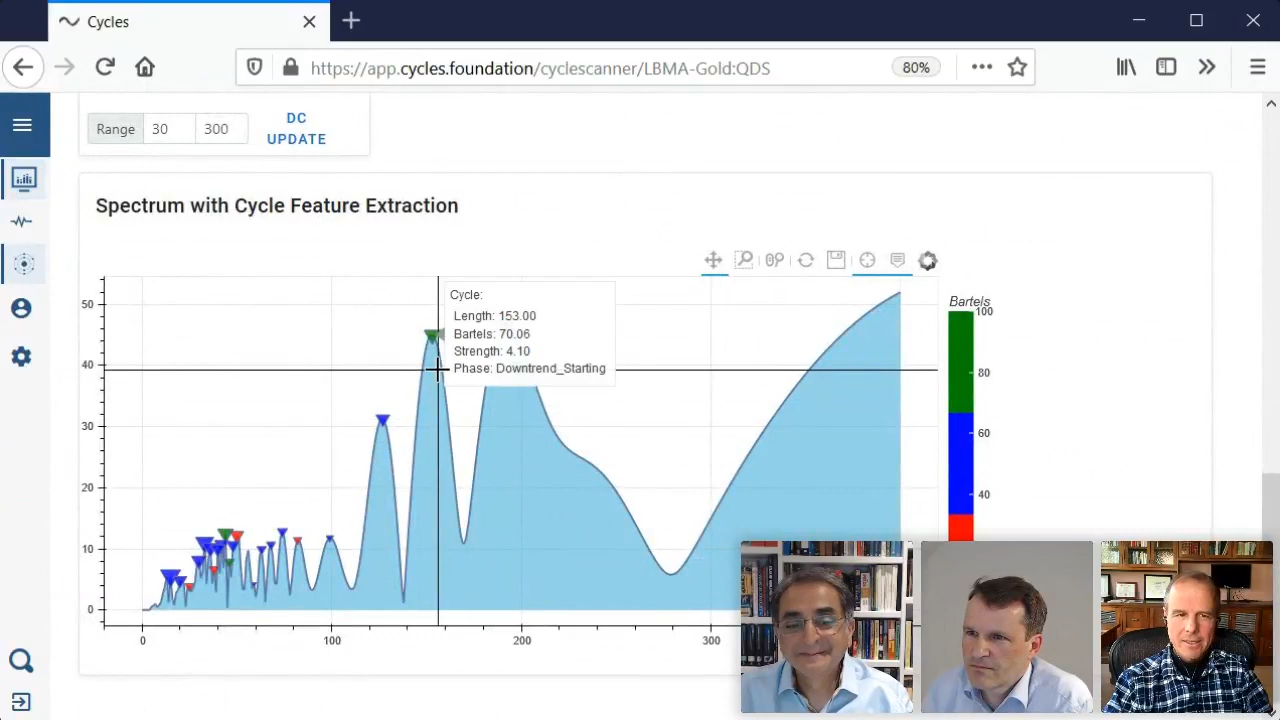 Cycles
https://app.cycles.foundation/cyclescanner/LBMA-Gold:QDS
80%
Range 30 300
DC
UPDATE
Spectrum with Cycle Feature Extraction
Cycle:
Length: 153.00
Bartels: 70.06
Strength: 4.10
Phase: Downtrend_Starting
Bartels
100
80
60
40
50
40
30
20
10
0
0 100 200 300